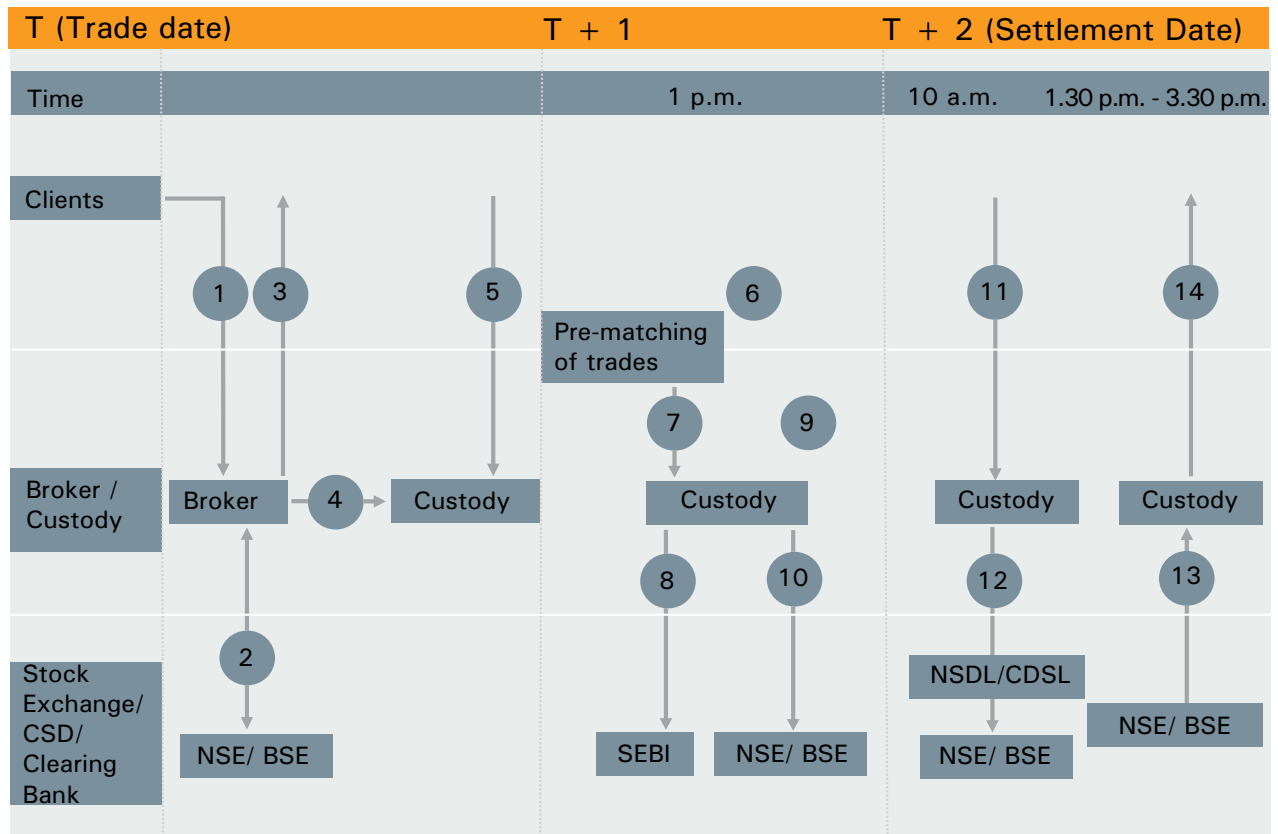 T (Trade date) T + 1 T + 2 (Settlement Date)
Time 1 p.m. 10 a.m. 1.30 p.m. - 3.30 p.m.
Clients
1 3 5 6 11 14
Pre-matching
of trades
7 9
Broker /
Custody
Broker 4 Custody Custody Custody Custody
8 10 12 13
2
Stock
Exchange/
CSD/
Clearing
Bank
NSDL/CDSL
NSE/ BSE
NSE/ BSE SEBI NSE/ BSE NSE/ BSE